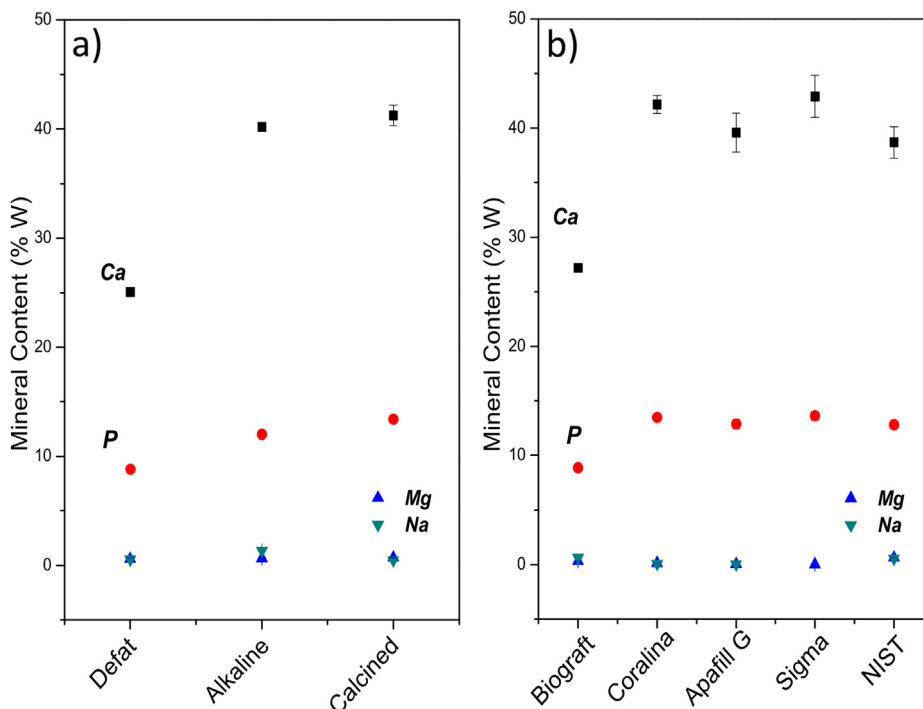 a)
Mineral Content (% W)
50
40
30
20
10
0
Ca
P
Mg
Na
Defat
Alkaline
Calcined
b)
Mineral Content (% W)
50
40
30
20
10
0
Ca
P
Mg
Na
Biograft
Coralina
Apafill G
Sigma
NIST